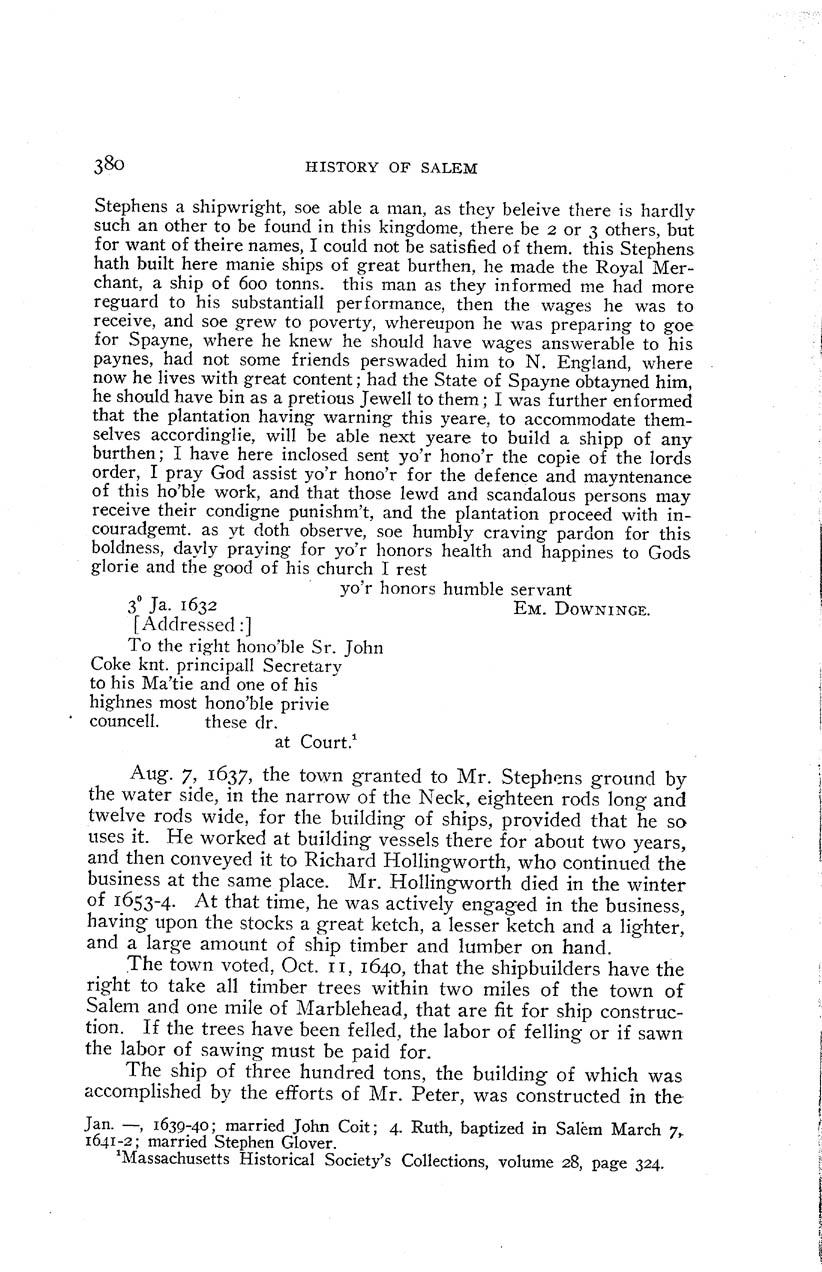 380 HISTORY OF SALEM
Stephens a shipwright, soe able a man, as they beleive there is hardly
such an other to be found in this kingdome, there be 2 or 3 others, but
for want of theire names, I could not be satisfied of them. this Stephens
hath built here manie ships of great burthen, he made the Royal Mer-
chant, a ship of 600 tonns. this man as they informed me had more
reguard to his substantiall performance, then the wages he was to
receive, and soe grew to poverty, whereupon he was preparing to goe
for Spayne, where he knew he should have wages answerable to his
paynes, had not some friends perswaded him to N. England, where
now he lives with great content; had the State of Spayne obtayned him,
he should have bin as a pretious Jewell to them; I was further enformed
that the plantation having warning this yeare, to accommodate them-
selves accordinglie, will be able next yeare to build a shipp of any
burthen; I have here inclosed sent yo'r hono'r the copie of the lords
order, I pray God assist yo'r hono'r for the defence and mayntenance
of this ho'ble work, and that those lewd and scandalous persons may
receive their condigne punishm't, and the plantation proceed with in-
couradgemt. as yt doth observe, soe humbly craving pardon for this
boldness, dayly praying for yo'r honors health and happines to Gods
glorie and the good of his church I rest
yo'r honors humble servant
3⁰ Ja. 1632 EM. DOWNINGE.
[Addressed:]
To the right hono'ble Sr. John
Coke knt. principall Secretary
to his Ma'tie and one of his
highnes most hono'ble privie
councell. these dr.
at Court.¹
Aug. 7, 1637, the town granted to Mr. Stephens ground by
the water side, in the narrow of the Neck, eighteen rods long and
twelve rods wide, for the building of ships, provided that he so
uses it. He worked at building vessels there for about two years,
and then conveyed it to Richard Hollingworth, who continued the
business at the same place. Mr. Hollingworth died in the winter
of 1653-4. At that time, he was actively engaged in the business,
having upon the stocks a great ketch, a lesser ketch and a lighter,
and a large amount of ship timber and lumber on hand.
The town voted, Oct. 11, 1640, that the shipbuilders have the
right to take all timber trees within two miles of the town of
Salem and one mile of Marblehead, that are fit for ship construc-
tion. If the trees have been felled, the labor of felling or if sawn
the labor of sawing must be paid for.
The ship of three hundred tons, the building of which was
accomplished by the efforts of Mr. Peter, was constructed in the
Jan. —, 1639-40; married John Coit; 4. Ruth, baptized in Salem March 7,
1641-2; married Stephen Glover.
¹Massachusetts Historical Society's Collections, volume 28, page 324.